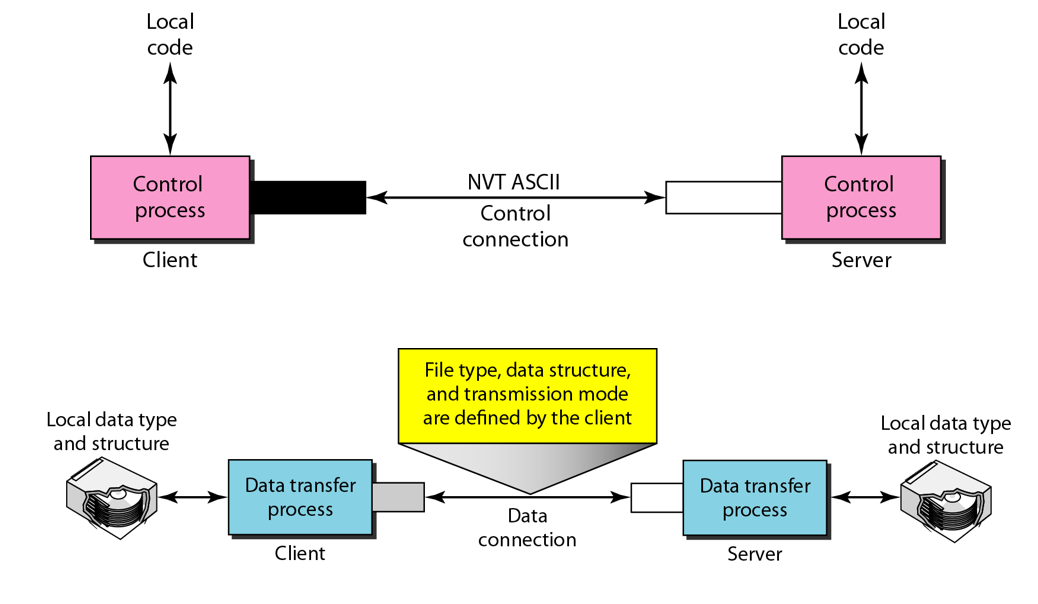 Local
code
Local
code
Control
process
NVT ASCII
Control
connection
Control
process
Client
Server
File type, data structure,
and transmission mode
are defined by the client
Local data type
and structure
Local data type
and structure
Data transfer
process
Data
connection
Data transfer
process
Client
Server